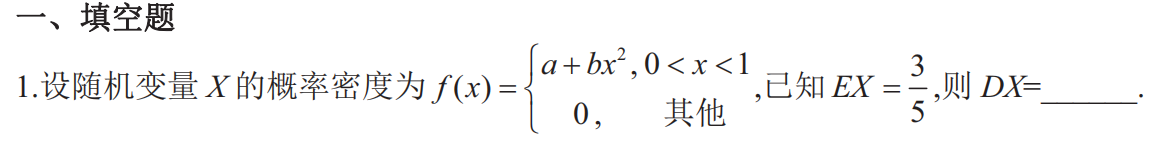 一、填空题
1.设随机变量 X 的概率密度为 f(x) = { a + bx², 0 < x < 1 ; 0, 其他 ,已知 EX = 3/5 ,则 DX=______.